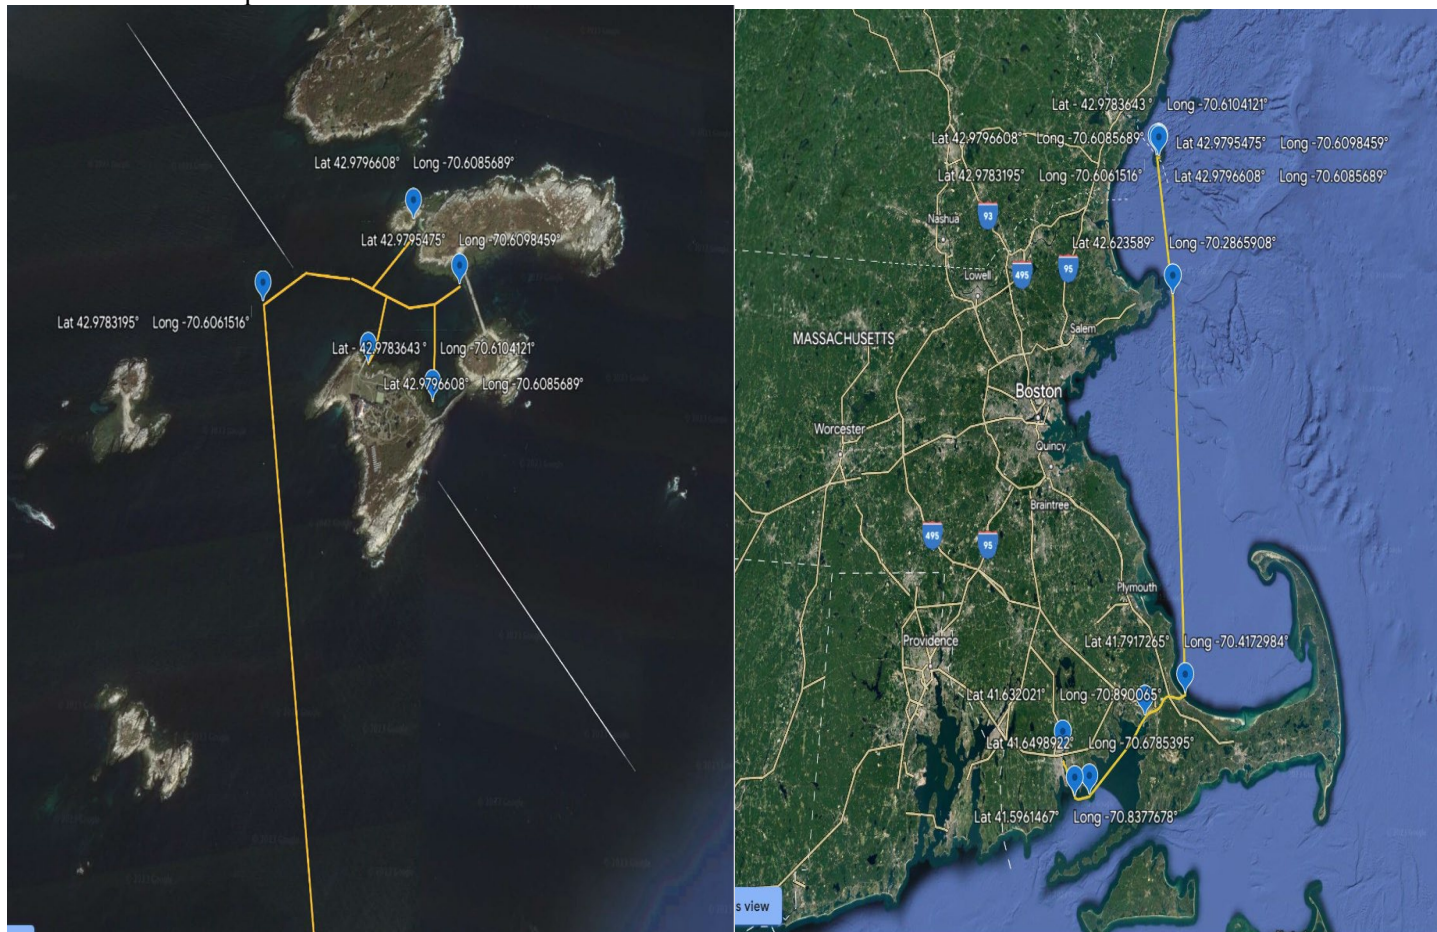 Lat 42.9796608° Long -70.6085689°
Lat 42.9795475° Long -70.6098459°
Lat 42.9783195° Long -70.6061516°
Lat - 42.9783643 ° Long -70.6104121°
Lat 42.9796608° Long -70.6085689°
Lat - 42.9783643 ° Long -70.6104121°
Lat 42.9796608° Long -70.6085689°
Lat 42.9795475° Long -70.6098459°
Lat 42.9783195° Long -70.6061516°
Lat 42.9796608° Long -70.6085689°
93
Nashua
Lat 42.623589° Long -70.2865908°
Lowell
495
95
Salem
MASSACHUSETTS
Boston
Worcester
Quincy
Braintree
495
95
Plymouth
Providence
Lat 41.7917265° Long -70.4172984°
Lat 41.632021° Long -70.890065°
Lat 41.6498922° Long -70.6785395°
Lat 41.5961467° Long -70.8377678°
s view